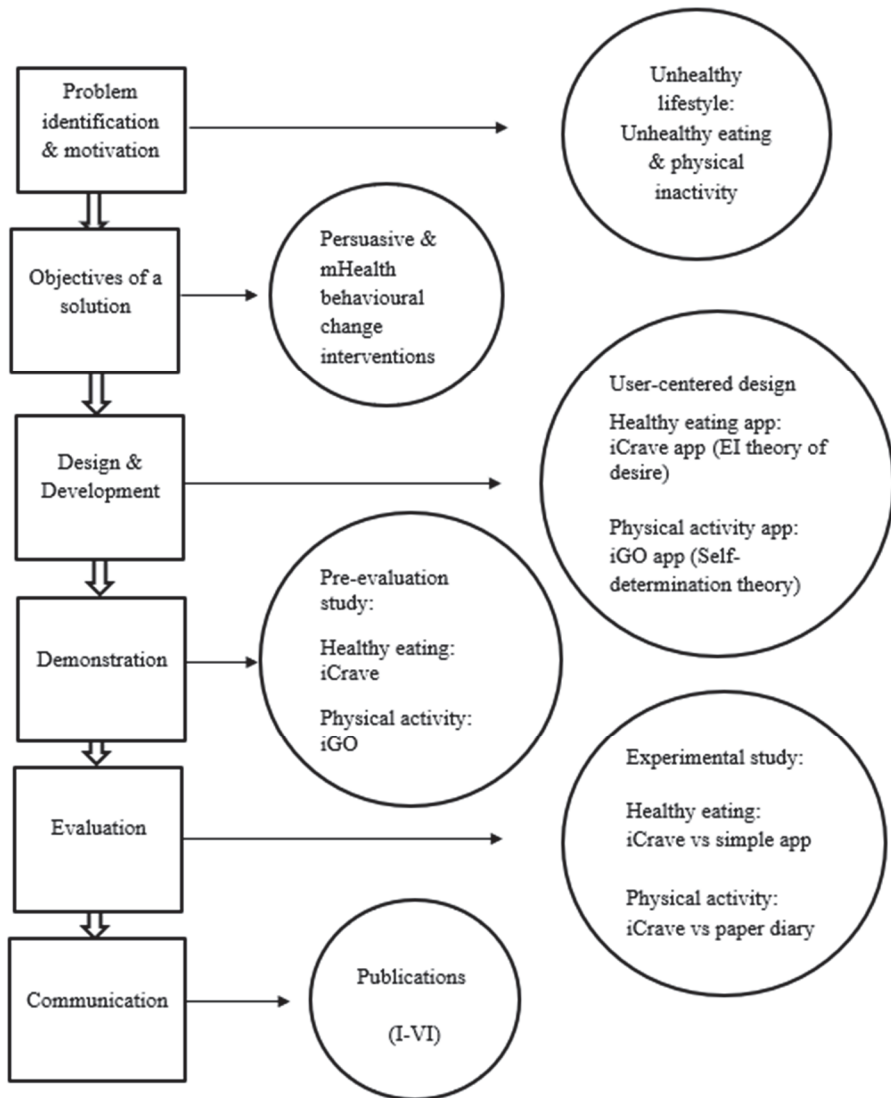 Problem
identification
& motivation
Unhealthy
lifestyle:
Unhealthy eating
& physical
inactivity
Objectives of a
solution
Persuasive &
mHealth
behavioural
change
interventions
Design &
Development
User-centered design
Healthy eating app:
iCrave app (EI theory of
desire)
Physical activity app:
iGO app (Self-
determination theory)
Demonstration
Pre-evaluation
study:
Healthy eating:
iCrave
Physical activity:
iGO
Evaluation
Experimental study:
Healthy eating:
iCrave vs simple app
Physical activity:
iCrave vs paper diary
Communication
Publications
(I-VI)